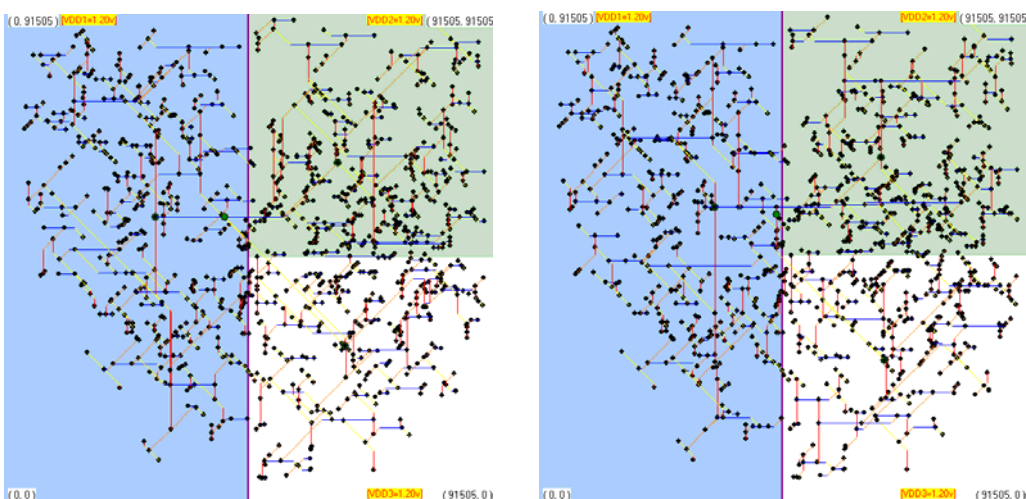 (0, 91505) VDD1=1.20v VDD2=1.20v (91505, 91505
(0, 0) VDD3=1.20v (91505, 0)
(0, 91505) VDD1=1.20v VDD2=1.20v (91505, 91505
(0, 0) VDD3=1.20v (91505, 0)